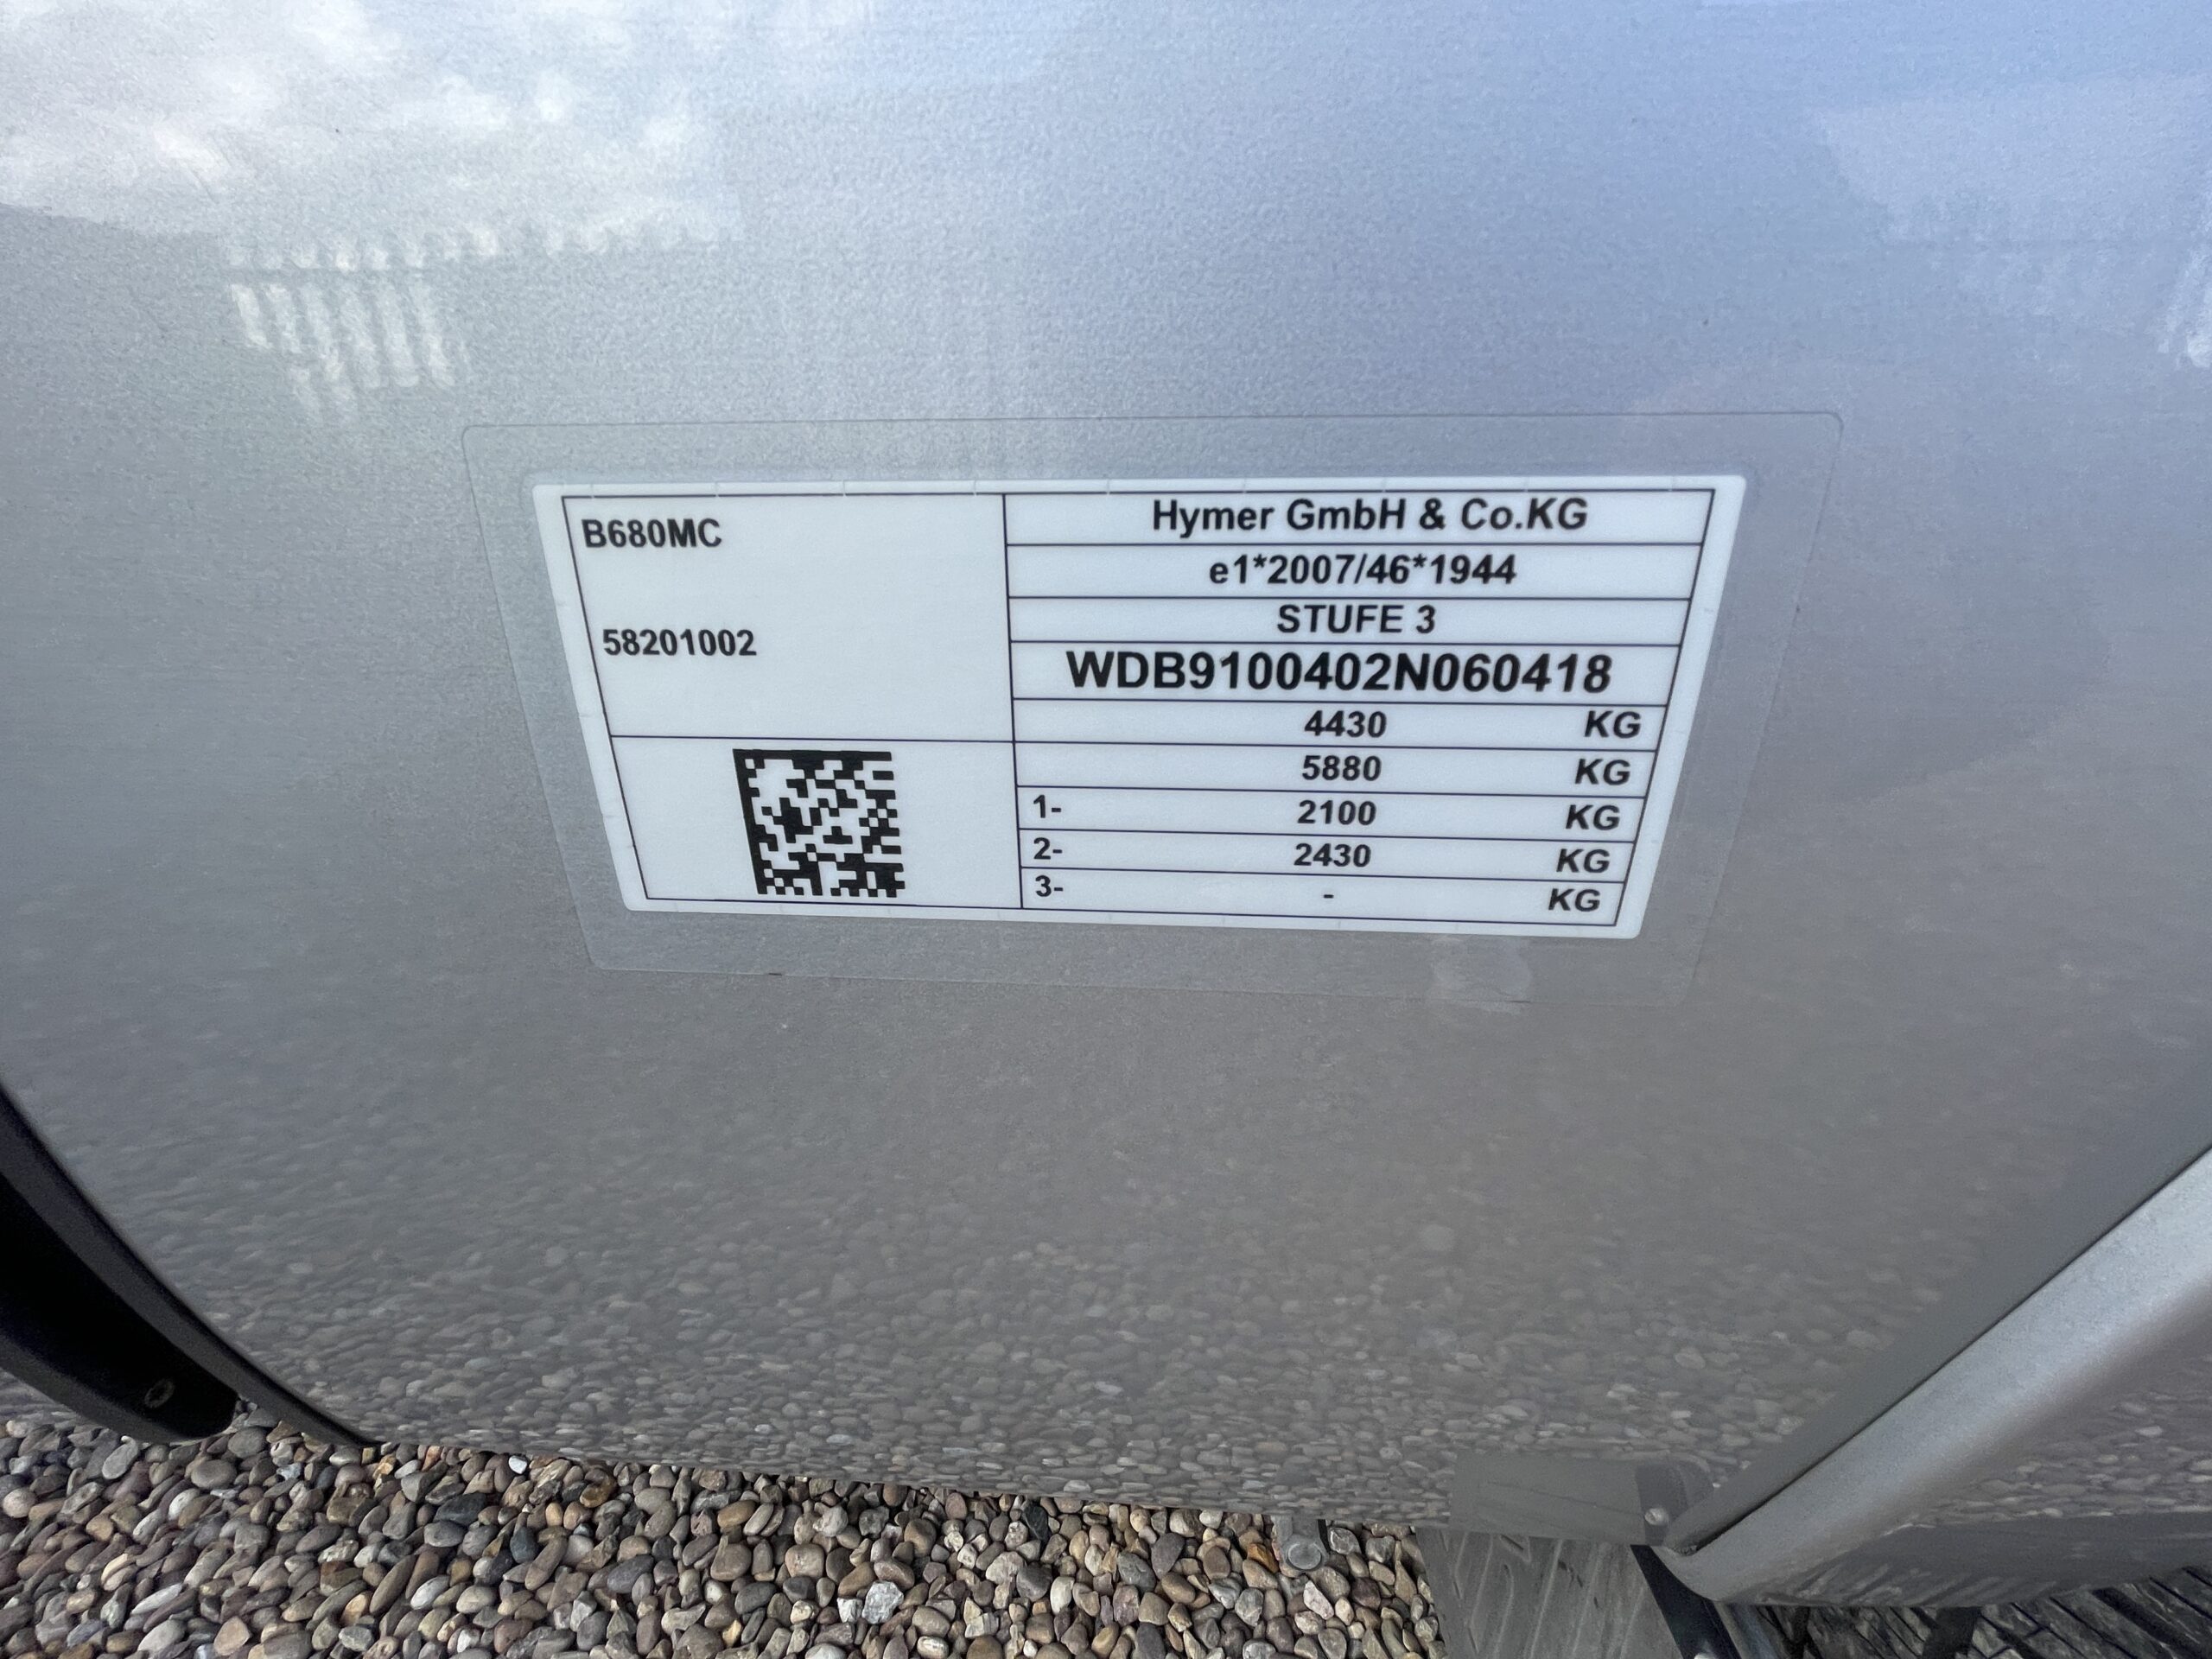 B680MC
58201002
Hymer GmbH & Co.KG
e1*2007/46*1944
STUFE 3
WDB9100402N060418
4430 KG
5880 KG
1- 2100 KG
2- 2430 KG
3- - KG